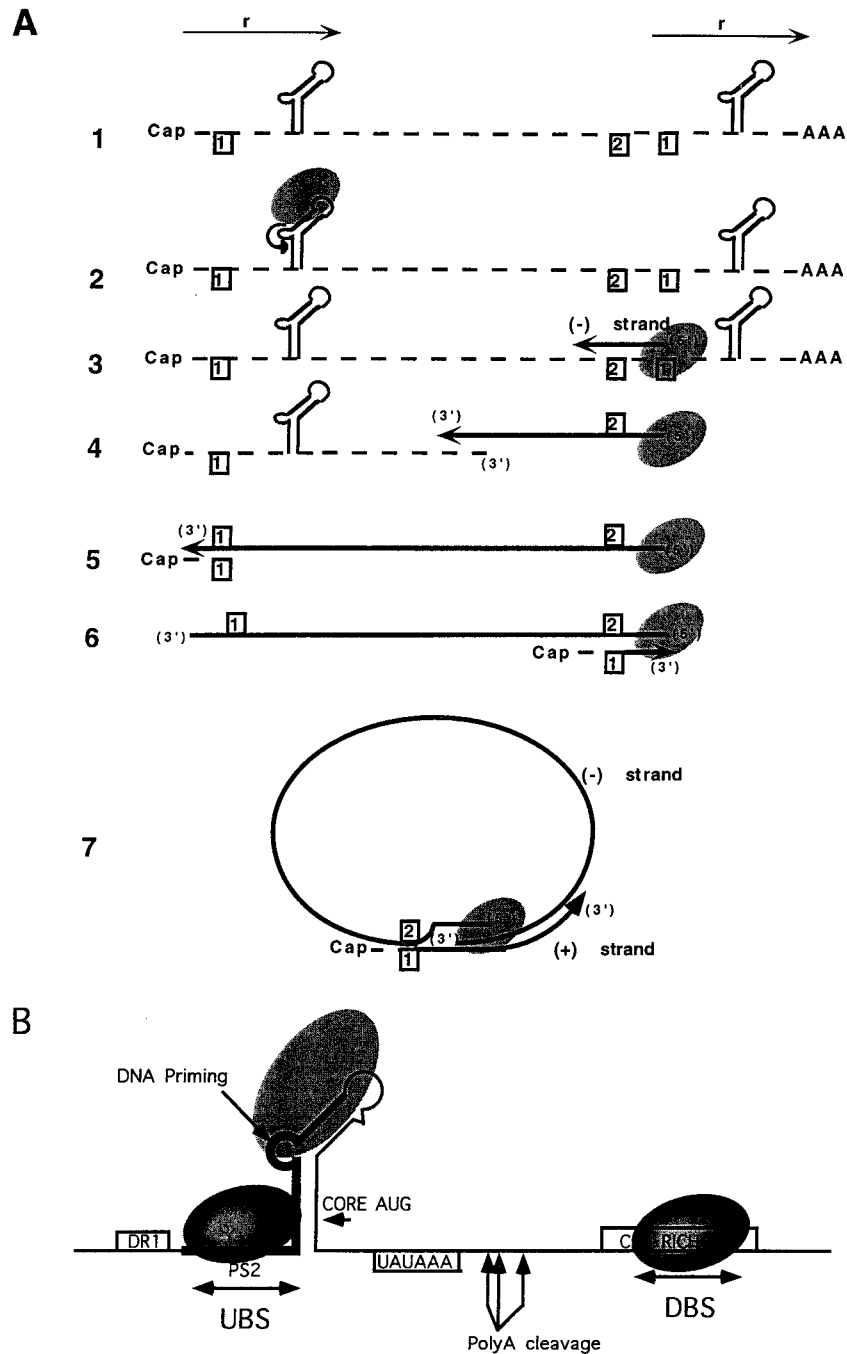 A
r r
1 Cap 1 2 1 AAA
2 Cap 1 2 1 AAA
(-) strand
3 Cap 1 2 1 AAA
(3')
4 Cap 1 2 (3')
(3') 1 2
5 Cap 1
1 2
6 (3')
Cap 1 (3')
(-) strand
7
2 (3') (3')
Cap 1 (+) strand
B
DNA Priming
CORE AUG
DR1
PS2 UAUAAA
UBS DBS
PolyA cleavage